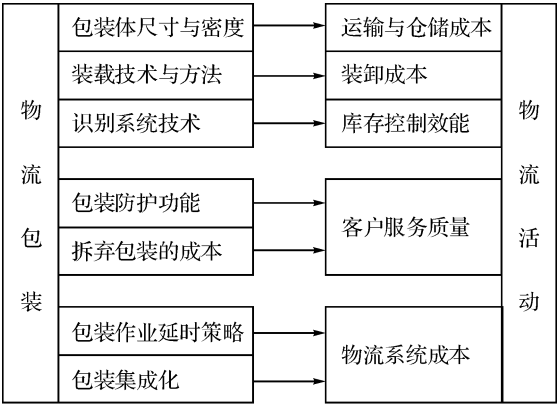 物流包装
包装体尺寸与密度
运输与仓储成本
装载技术与方法
装卸成本
识别系统技术
库存控制效能
包装防护功能
拆弃包装的成本
客户服务质量
包装作业延时策略
包装集成化
物流系统成本
物流活动